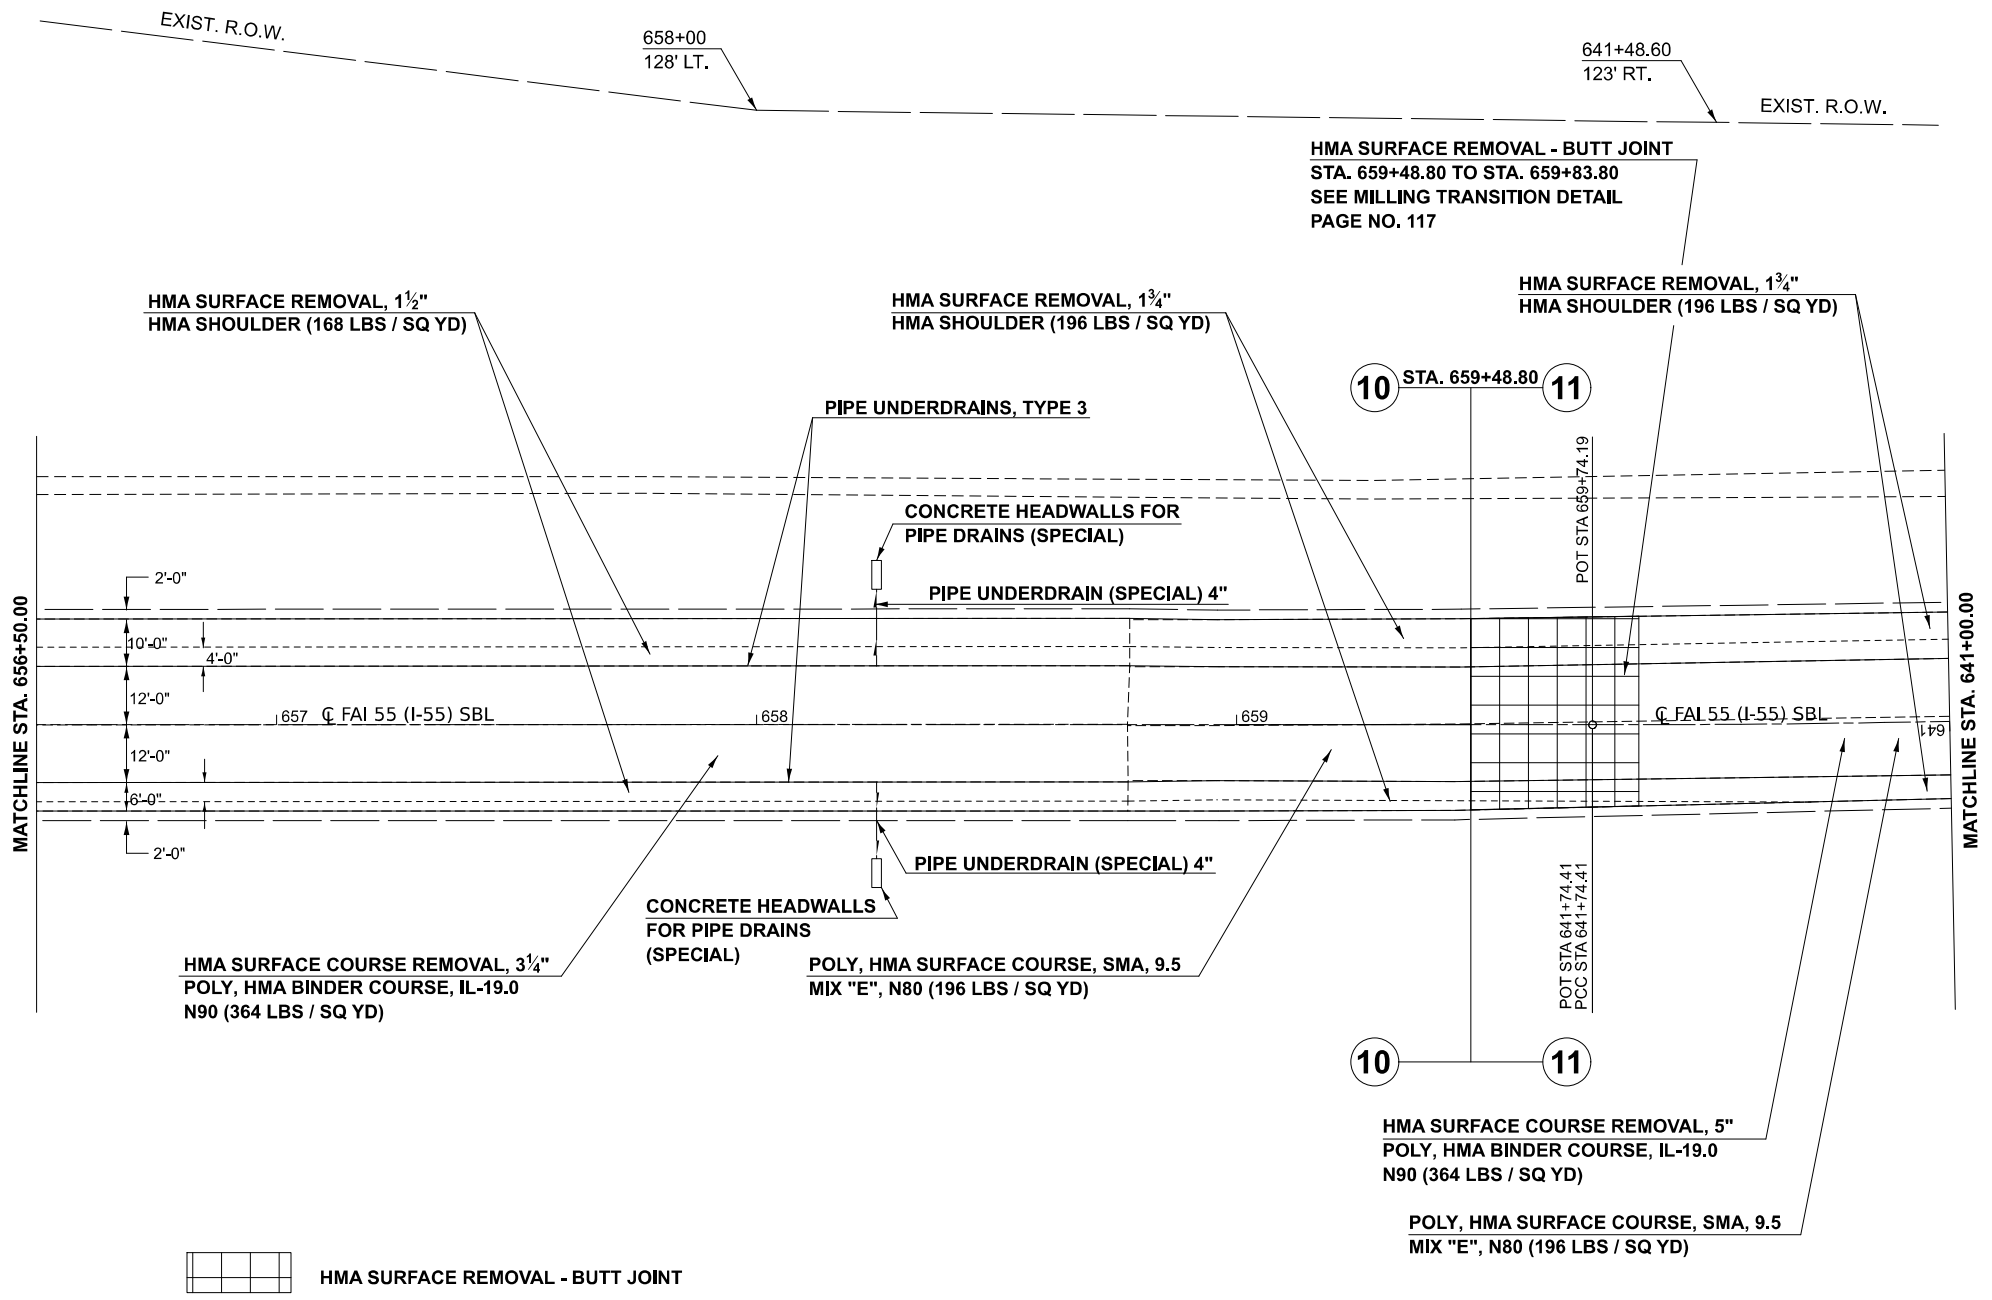 EXIST. R.O.W.
658+00
128' LT.
641+48.60
123' RT.
EXIST. R.O.W.
HMA SURFACE REMOVAL - BUTT JOINT
STA. 659+48.80 TO STA. 659+83.80
SEE MILLING TRANSITION DETAIL
PAGE NO. 117
HMA SURFACE REMOVAL, 1½"
HMA SHOULDER (168 LBS / SQ YD)
HMA SURFACE REMOVAL, 1¾"
HMA SHOULDER (196 LBS / SQ YD)
HMA SURFACE REMOVAL, 1¾"
HMA SHOULDER (196 LBS / SQ YD)
10 STA. 659+48.80 11
PIPE UNDERDRAINS, TYPE 3
POT STA 659+74.19
CONCRETE HEADWALLS FOR
PIPE DRAINS (SPECIAL)
PIPE UNDERDRAIN (SPECIAL) 4"
MATCHLINE STA. 656+50.00
2'-0"
10'-0"
4'-0"
12'-0"
657 ℄ FAI 55 (I-55) SBL
658
659
℄ FAI 55 (I-55) SBL
641
12'-0"
6'-0"
2'-0"
MATCHLINE STA. 641+00.00
PIPE UNDERDRAIN (SPECIAL) 4"
CONCRETE HEADWALLS
FOR PIPE DRAINS
(SPECIAL)
POT STA 641+74.41
PCC STA 641+74.41
HMA SURFACE COURSE REMOVAL, 3¼"
POLY, HMA BINDER COURSE, IL-19.0
N90 (364 LBS / SQ YD)
POLY, HMA SURFACE COURSE, SMA, 9.5
MIX "E", N80 (196 LBS / SQ YD)
10 11
HMA SURFACE COURSE REMOVAL, 5"
POLY, HMA BINDER COURSE, IL-19.0
N90 (364 LBS / SQ YD)
POLY, HMA SURFACE COURSE, SMA, 9.5
MIX "E", N80 (196 LBS / SQ YD)
HMA SURFACE REMOVAL - BUTT JOINT